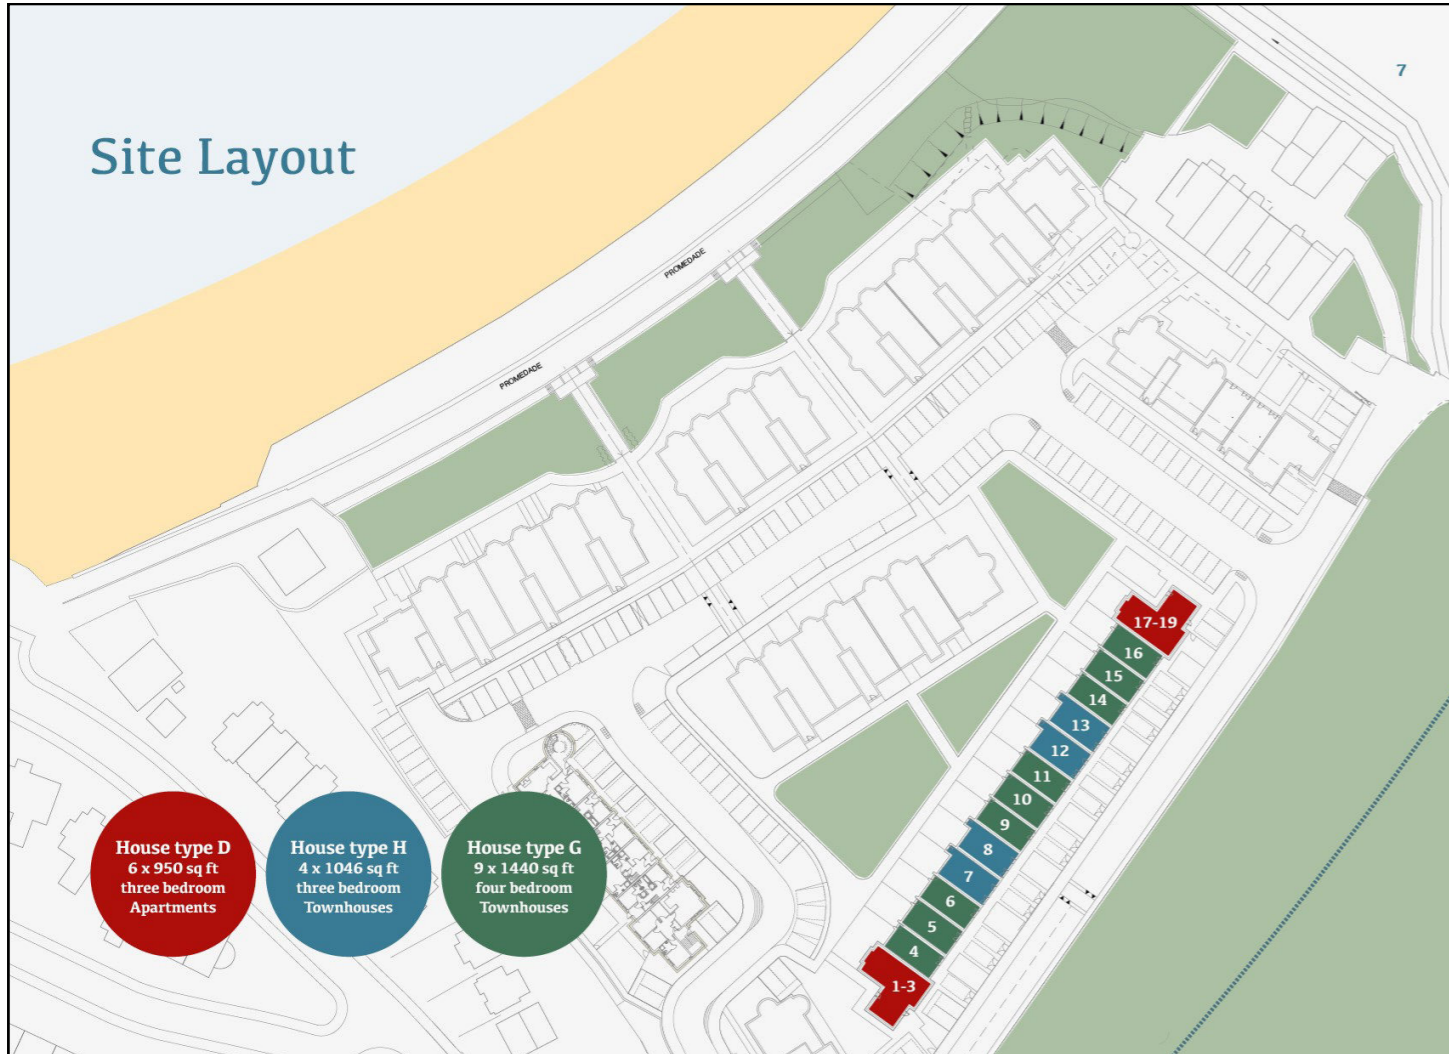 7
Site Layout
PROMEDADE
PROMEDADE
17-19
16
15
14
13
12
11
10
9
8
7
6
5
4
1-3
House type D
6 x 950 sq ft
three bedroom
Apartments
House type H
4 x 1046 sq ft
three bedroom
Townhouses
House type G
9 x 1440 sq ft
four bedroom
Townhouses